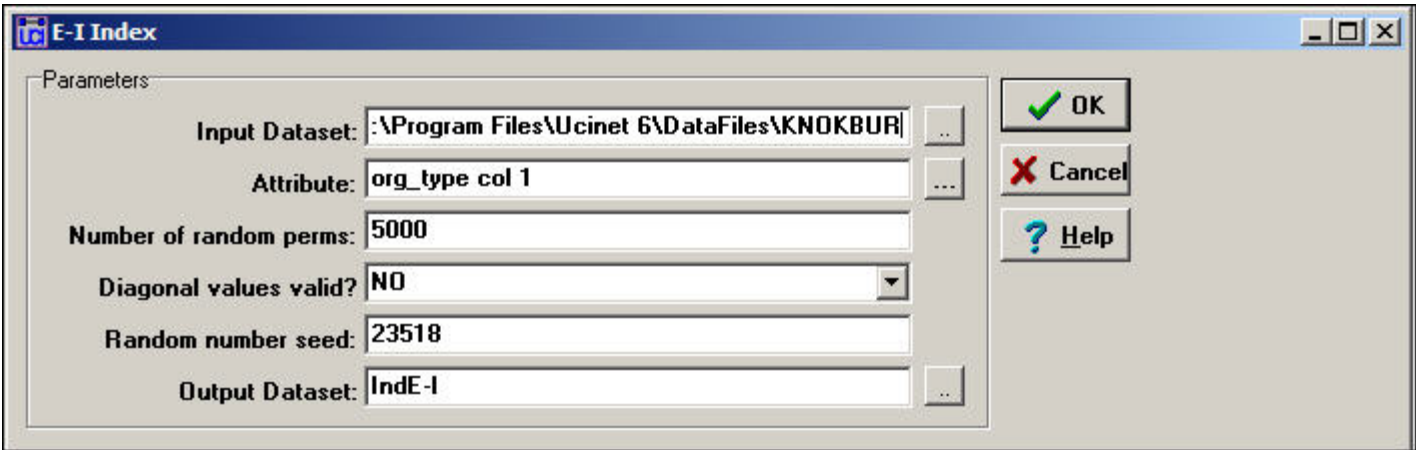 E-I Index
Parameters
Input Dataset: :\Program Files\Ucinet 6\DataFiles\KNOKBUR ..
Attribute: org_type col 1 ...
Number of random perms: 5000
Diagonal values valid? NO
Random number seed: 23518
Output Dataset: IndE-I ..
OK
Cancel
? Help